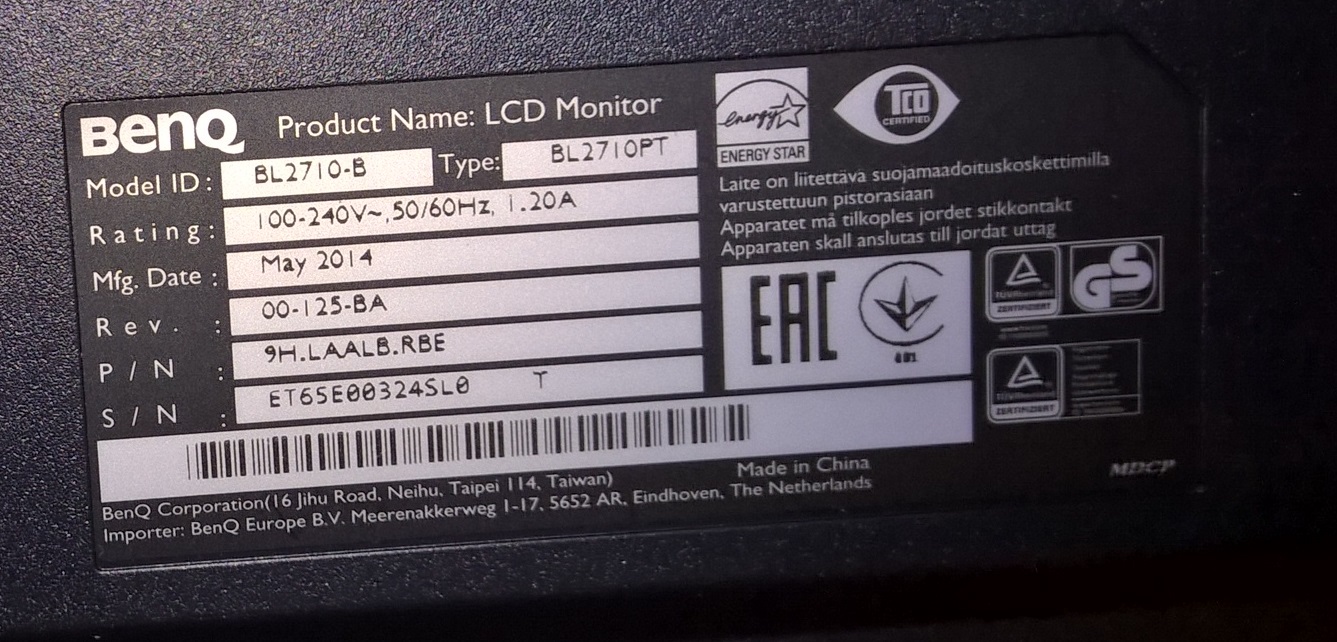 BenQ Product Name: LCD Monitor
Model ID: BL2710-B Type: BL2710PT
Rating: 100-240V~,50/60Hz, 1.20A
Mfg. Date : May 2014
Rev. : 00-125-BA
P/N : 9H.LAALB.RBE
S/N : ET65E00324SL0 T
BenQ Corporation(16 Jihu Road, Neihu, Taipei 114, Taiwan)
Importer: BenQ Europe B.V. Meerenakkerweg 1-17, 5652 AR, Eindhoven, The Netherlands
Made in China
energy
ENERGY STAR
TCO
CERTIFIED
Laite on liitettävä suojamaadoituskoskettimilla
varustettuun pistorasiaan
Apparatet må tilkoples jordet stikkontakt
Apparaten skall anslutas till jordat uttag
EAC
ZERTIFIZIERT
GS
ZERTIFIZIERT
MDCP